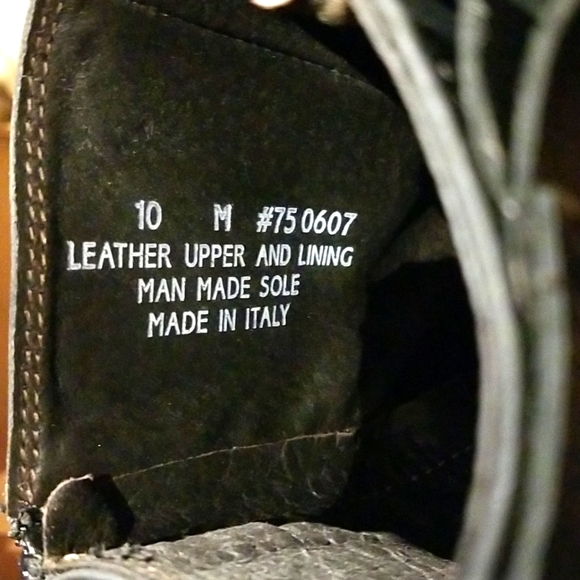 10 M #75 0607
LEATHER UPPER AND LINING
MAN MADE SOLE
MADE IN ITALY